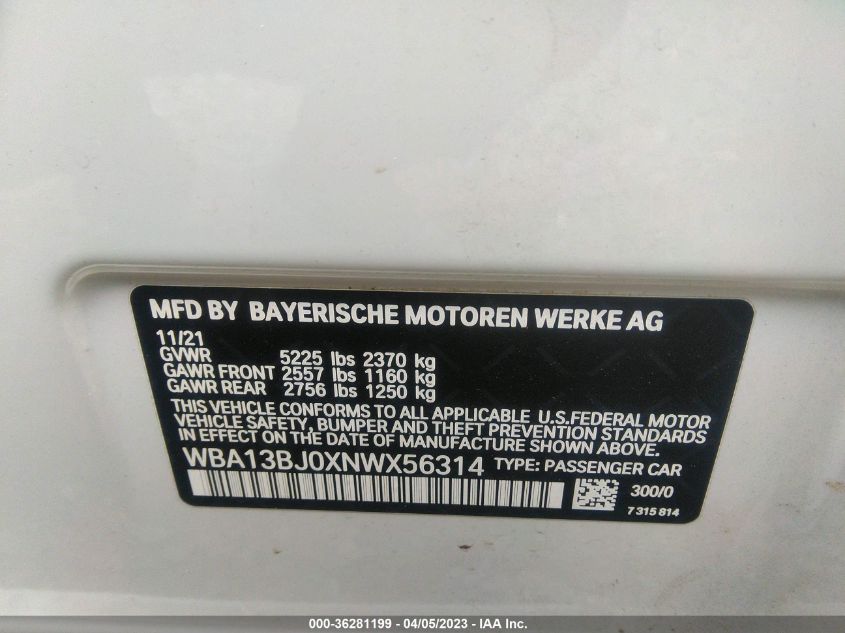 MFD BY BAYERISCHE MOTOREN WERKE AG
11/21
GVWR 5225 lbs 2370 kg
GAWR FRONT 2557 lbs 1160 kg
GAWR REAR 2756 lbs 1250 kg
THIS VEHICLE CONFORMS TO ALL APPLICABLE U.S.FEDERAL MOTOR
VEHICLE SAFETY, BUMPER AND THEFT PREVENTION STANDARDS
IN EFFECT ON THE DATE OF MANUFACTURE SHOWN ABOVE.
WBA13BJ0XNWX56314 TYPE: PASSENGER CAR
300/0
7 315 814
000-36281199 - 04/05/2023 - IAA Inc.